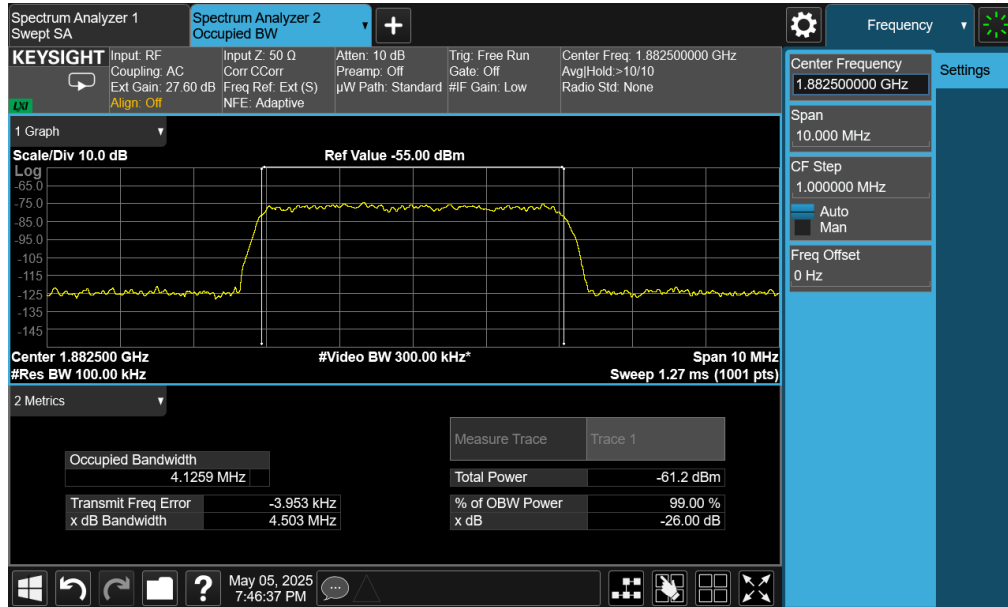 Spectrum Analyzer 1
Swept SA
Spectrum Analyzer 2
Occupied BW
+
Frequency
KEYSIGHT
LXI
Input: RF
Coupling: AC
Ext Gain: 27.60 dB
Align: Off
Input Z: 50 Ω
Corr CCorr
Freq Ref: Ext (S)
NFE: Adaptive
Atten: 10 dB
Preamp: Off
µW Path: Standard
Trig: Free Run
Gate: Off
#IF Gain: Low
Center Freq: 1.882500000 GHz
Avg|Hold:>10/10
Radio Std: None
Center Frequency
1.882500000 GHz
Settings
Span
10.000 MHz
CF Step
1.000000 MHz
Auto
Man
Freq Offset
0 Hz
1 Graph
Scale/Div 10.0 dB
Ref Value -55.00 dBm
Log
-65.0
-75.0
-85.0
-95.0
-105
-115
-125
-135
-145
Center 1.882500 GHz
#Video BW 300.00 kHz*
Span 10 MHz
#Res BW 100.00 kHz
Sweep 1.27 ms (1001 pts)
2 Metrics
Measure Trace
Trace 1
Occupied Bandwidth
4.1259 MHz
Total Power
-61.2 dBm
Transmit Freq Error
-3.953 kHz
% of OBW Power
99.00 %
x dB Bandwidth
4.503 MHz
x dB
-26.00 dB
?
May 05, 2025
7:46:37 PM